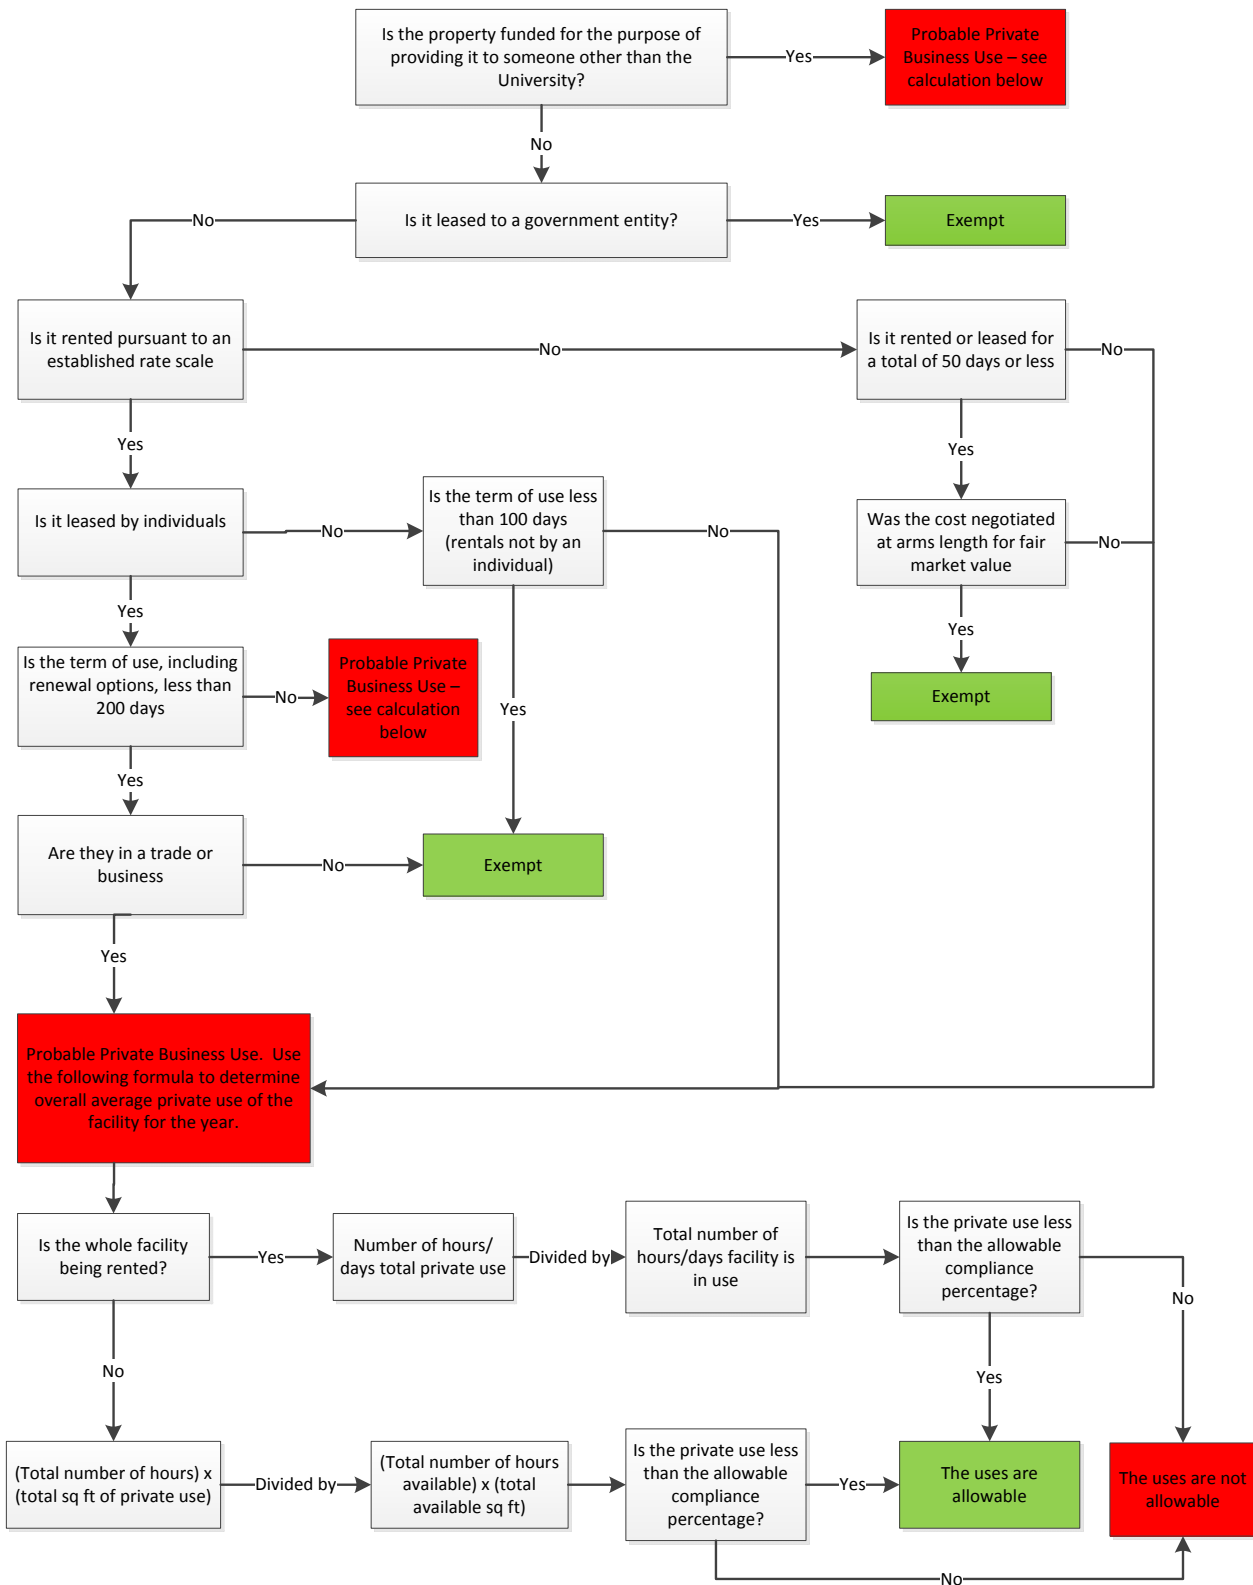 Is the property funded for the purpose of
providing it to someone other than the
University?
Yes
Probable Private
Business Use – see
calculation below
No
Is it leased to a government entity?
Yes
Exempt
No
Is it rented pursuant to an
established rate scale
No
Is it rented or leased for
a total of 50 days or less
No
Yes
Yes
Is it leased by individuals
No
Is the term of use less
than 100 days
(rentals not by an
individual)
No
Was the cost negotiated
at arms length for fair
market value
No
Yes
Yes
Is the term of use, including
renewal options, less than
200 days
No
Probable Private
Business Use –
see calculation
below
Yes
Exempt
Yes
Are they in a trade or
business
No
Exempt
Yes
Probable Private Business Use.  Use
the following formula to determine
overall average private use of the
facility for the year.
Is the whole facility
being rented?
Yes
Number of hours/
days total private use
Divided by
Total number of
hours/days facility is
in use
Is the private use less
than the allowable
compliance
percentage?
No
No
Yes
(Total number of hours) x
(total sq ft of private use)
Divided by
(Total number of hours
available) x (total
available sq ft)
Is the private use less
than the allowable
compliance
percentage?
Yes
The uses are
allowable
The uses are not
allowable
No